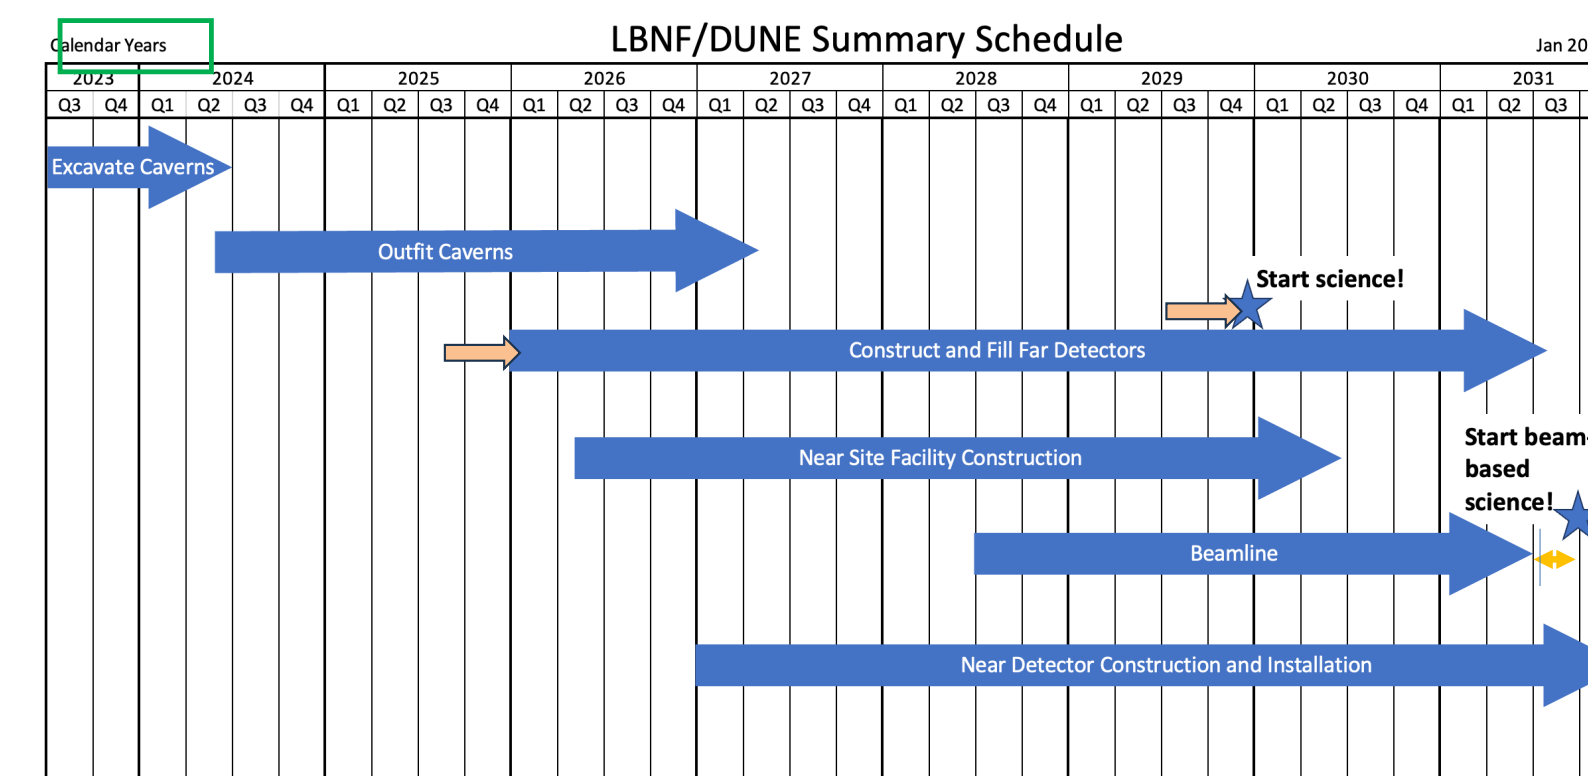 LBNF/DUNE Summary Schedule
Calendar Years
Jan 20
2023 2024 2025 2026 2027 2028 2029 2030 2031
Q3 Q4 Q1 Q2 Q3 Q4 Q1 Q2 Q3 Q4 Q1 Q2 Q3 Q4 Q1 Q2 Q3 Q4 Q1 Q2 Q3 Q4 Q1 Q2 Q3 Q4 Q1 Q2 Q3 Q4 Q1 Q2 Q3
Excavate Caverns
Outfit Caverns
Start science!
Construct and Fill Far Detectors
Start beam-
based
science!
Near Site Facility Construction
Beamline
Near Detector Construction and Installation